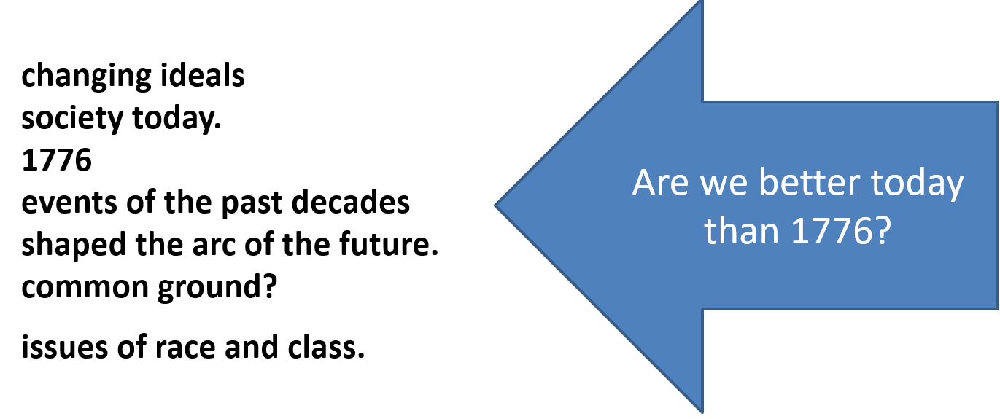 changing ideals
society today.
1776
events of the past decades
shaped the arc of the future.
common ground?
issues of race and class.
Are we better today
than 1776?